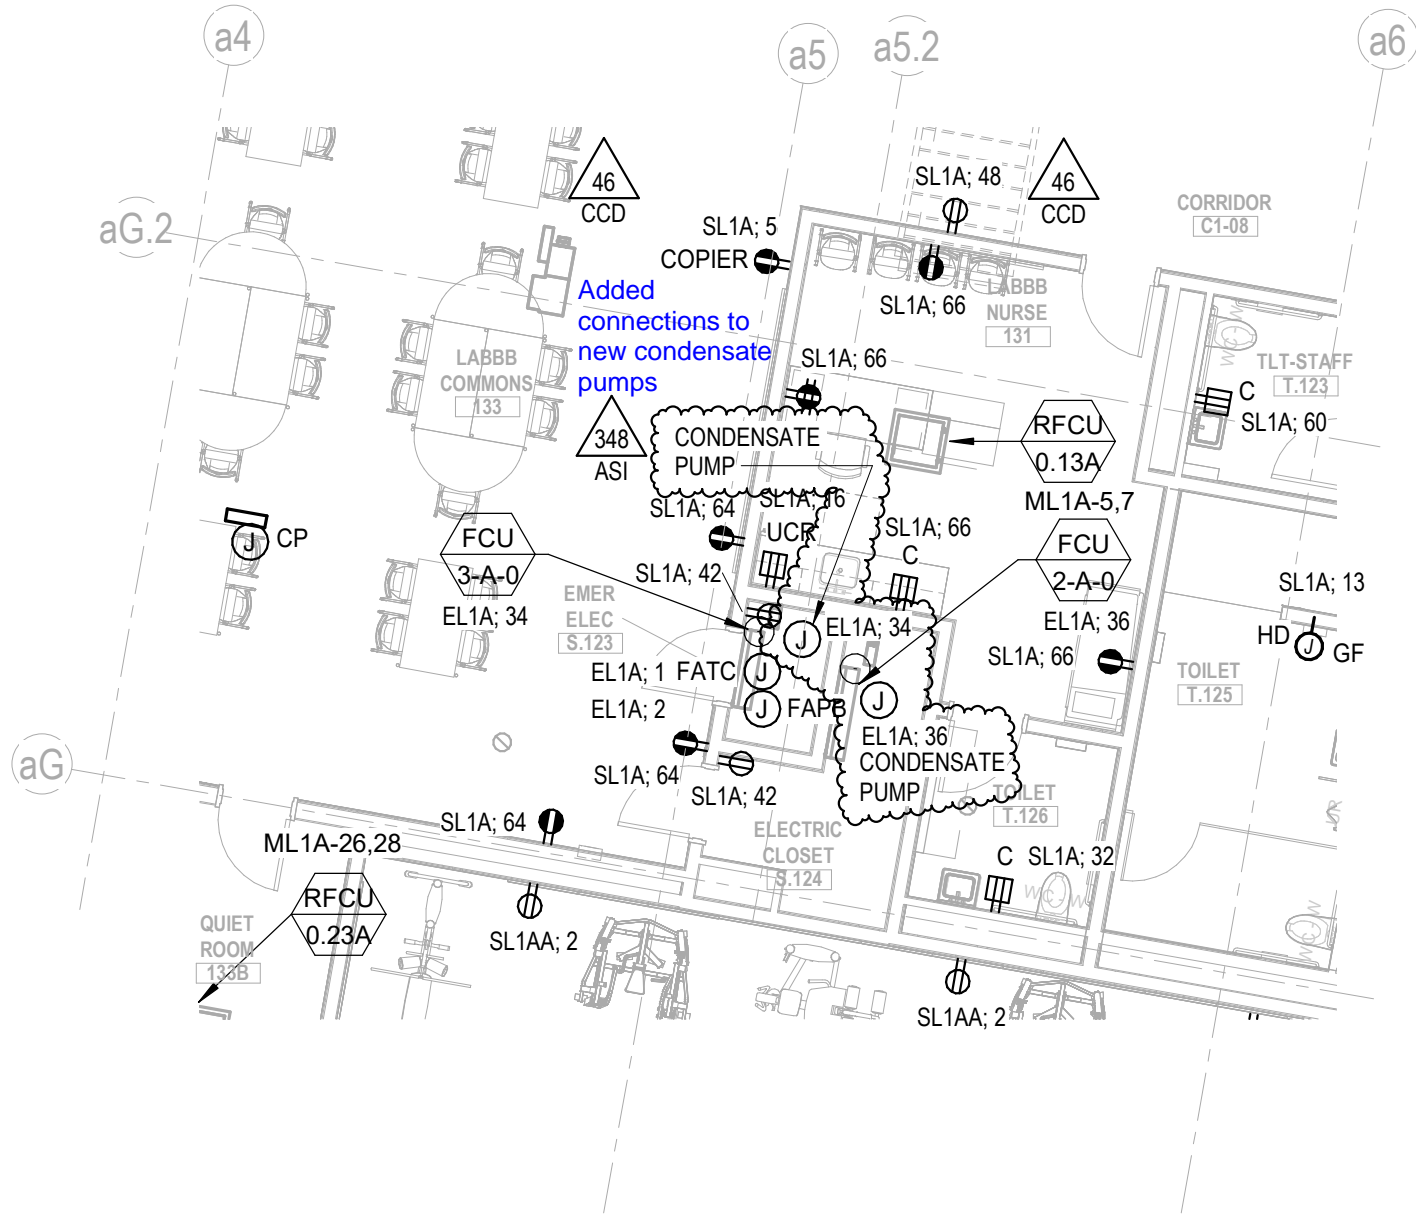 a4
a5
a5.2
a6
aG.2
aG
46
CCD
SL1A; 48
46
CCD
CORRIDOR
C1-08
SL1A; 5
COPIER
SL1A; 66
LABBB
NURSE
131
Added
connections to
new condensate
pumps
LABBB
COMMONS
133
SL1A; 66
TLT-STAFF
T.123
C
SL1A; 60
348
ASI
CONDENSATE
PUMP
RFCU
0.13A
ML1A-5,7
SL1A; 16
SL1A; 64
UCR
SL1A; 66
C
J CP
FCU
3-A-0
EL1A; 34
FCU
2-A-0
EL1A; 36
SL1A; 42
EMER
ELEC
S.123
J
J
EL1A; 34
SL1A; 13
HD J GF
SL1A; 66
TOILET
T.125
EL1A; 1 FATC J
EL1A; 2 J FAPB
J
EL1A; 36
CONDENSATE
PUMP
SL1A; 64
SL1A; 42
TOILET
T.126
SL1A; 64
ML1A-26,28
ELECTRIC
CLOSET
S.124
C SL1A; 32
WC
WC
WC
WC
RFCU
0.23A
QUIET
ROOM
133B
SL1AA; 2
SL1AA; 2